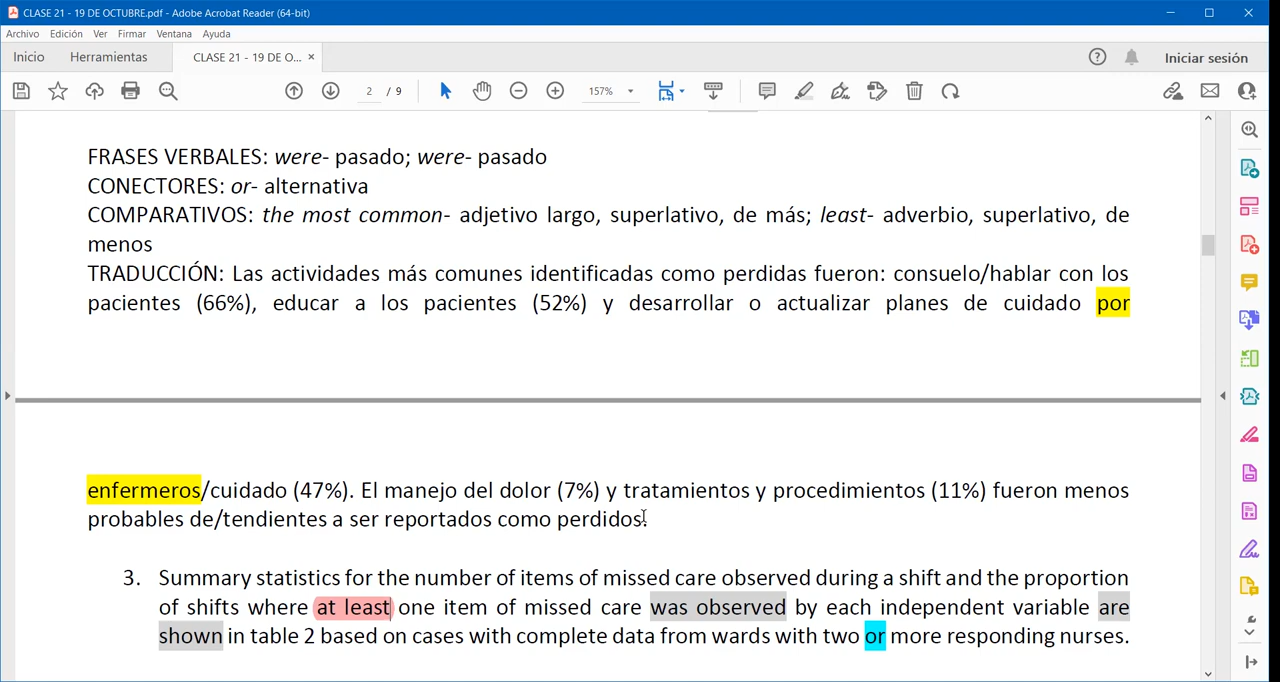 CLASE 21 - 19 DE OCTUBRE.pdf - Adobe Acrobat Reader (64-bit)
Archivo Edición Ver Firmar Ventana Ayuda
Inicio Herramientas CLASE 21 - 19 DE O... × Iniciar sesión
2 / 9 157%
FRASES VERBALES: were- pasado; were- pasado
CONECTORES: or- alternativa
COMPARATIVOS: the most common- adjetivo largo, superlativo, de más; least- adverbio, superlativo, de
menos
TRADUCCIÓN: Las actividades más comunes identificadas como perdidas fueron: consuelo/hablar con los
pacientes (66%), educar a los pacientes (52%) y desarrollar o actualizar planes de cuidado por
enfermeros/cuidado (47%). El manejo del dolor (7%) y tratamientos y procedimientos (11%) fueron menos
probables de/tendientes a ser reportados como perdidos.
3. Summary statistics for the number of items of missed care observed during a shift and the proportion
of shifts where at least one item of missed care was observed by each independent variable are
shown in table 2 based on cases with complete data from wards with two or more responding nurses.